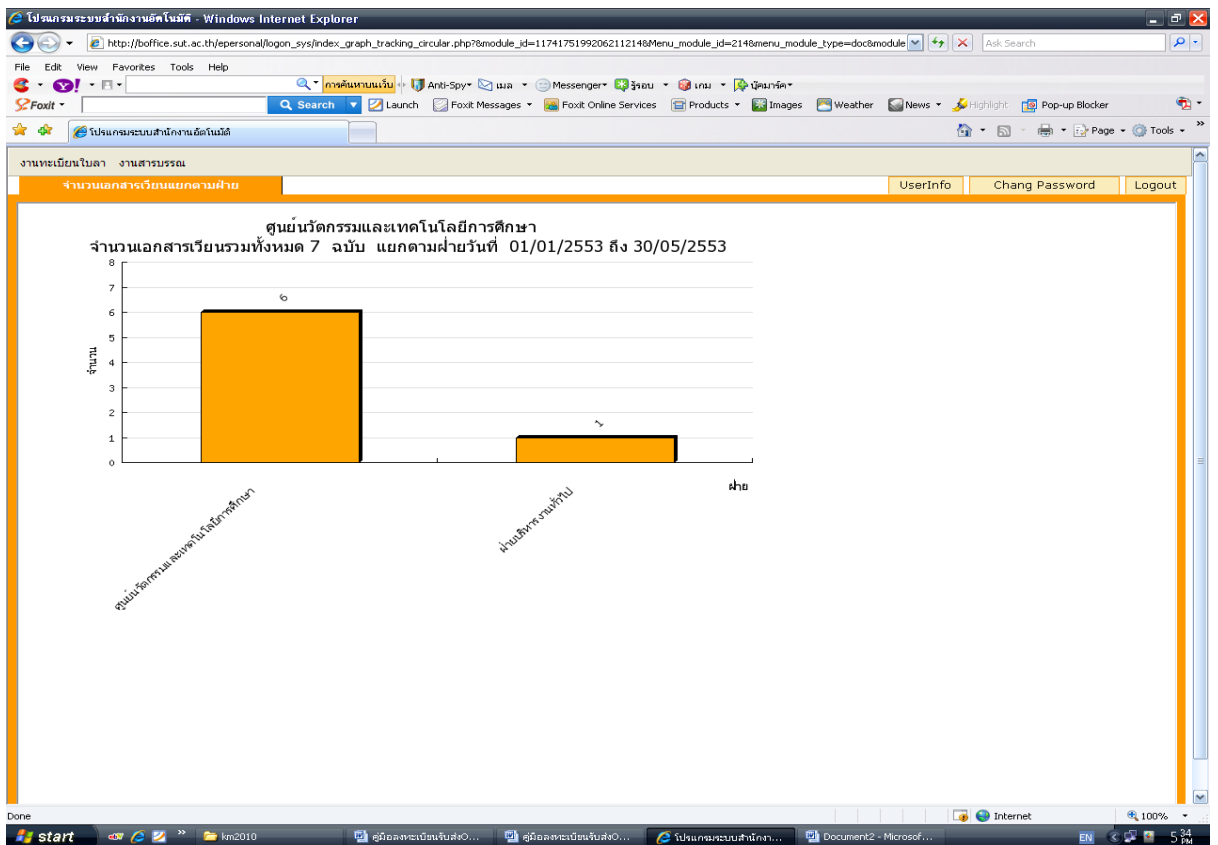 โปรแกรมระบบสำนักงานอัตโนมัติ - Windows Internet Explorer
http://boffice.sut.ac.th/epersonal/logon_sys/index_graph_tracking_circular.php?&module_id=11741751992062112148Menu_module_id=2148menu_module_type=doc&module
Ask Search
File Edit View Favorites Tools Help
Y! การค้นหาบนเว็บ Anti-Spy เมล Messenger รู้รอบ เกม บุ๊คมาร์ค
Foxit Search Launch Foxit Messages Foxit Online Services Products Images Weather News Highlight Pop-up Blocker
โปรแกรมระบบสำนักงานอัตโนมัติ Page Tools
งานทะเบียนใบลา งานสารบรรณ
จำนวนเอกสารเวียนแยกตามฝ่าย UserInfo Chang Password Logout
ศูนย์นวัตกรรมและเทคโนโลยีการศึกษา
จำนวนเอกสารเวียนรวมทั้งหมด 7 ฉบับ แยกตามฝ่ายวันที่ 01/01/2553 ถึง 30/05/2553
8
7
6
5
4
3
2
1
0
จำนวน
6
1
ฝ่าย
ศูนย์นวัตกรรมและเทคโนโลยีการศึกษา
ฝ่ายบริหารงานทั่วไป
Done Internet 100%
start km2010 คู่มือลงทะเบียนรับส่งO... คู่มือลงทะเบียนรับส่งO... โปรแกรมระบบสำนักงา... Document2 - Microsof... EN 5:34 PM